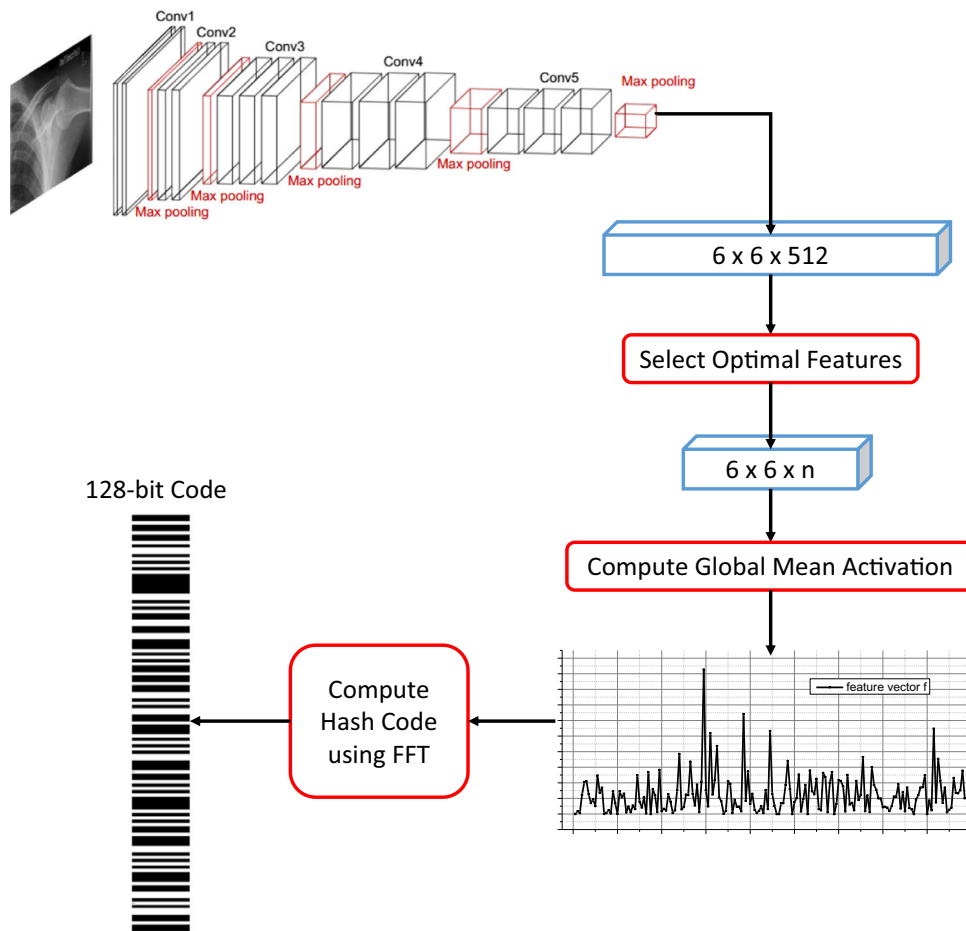 Conv1
Conv2
Conv3
Conv4
Conv5
Max pooling
Max pooling
Max pooling
Max pooling
Max pooling
6 x 6 x 512
Select Optimal Features
6 x 6 x n
128-bit Code
Compute Global Mean Activation
feature vector f
Compute
Hash Code
using FFT